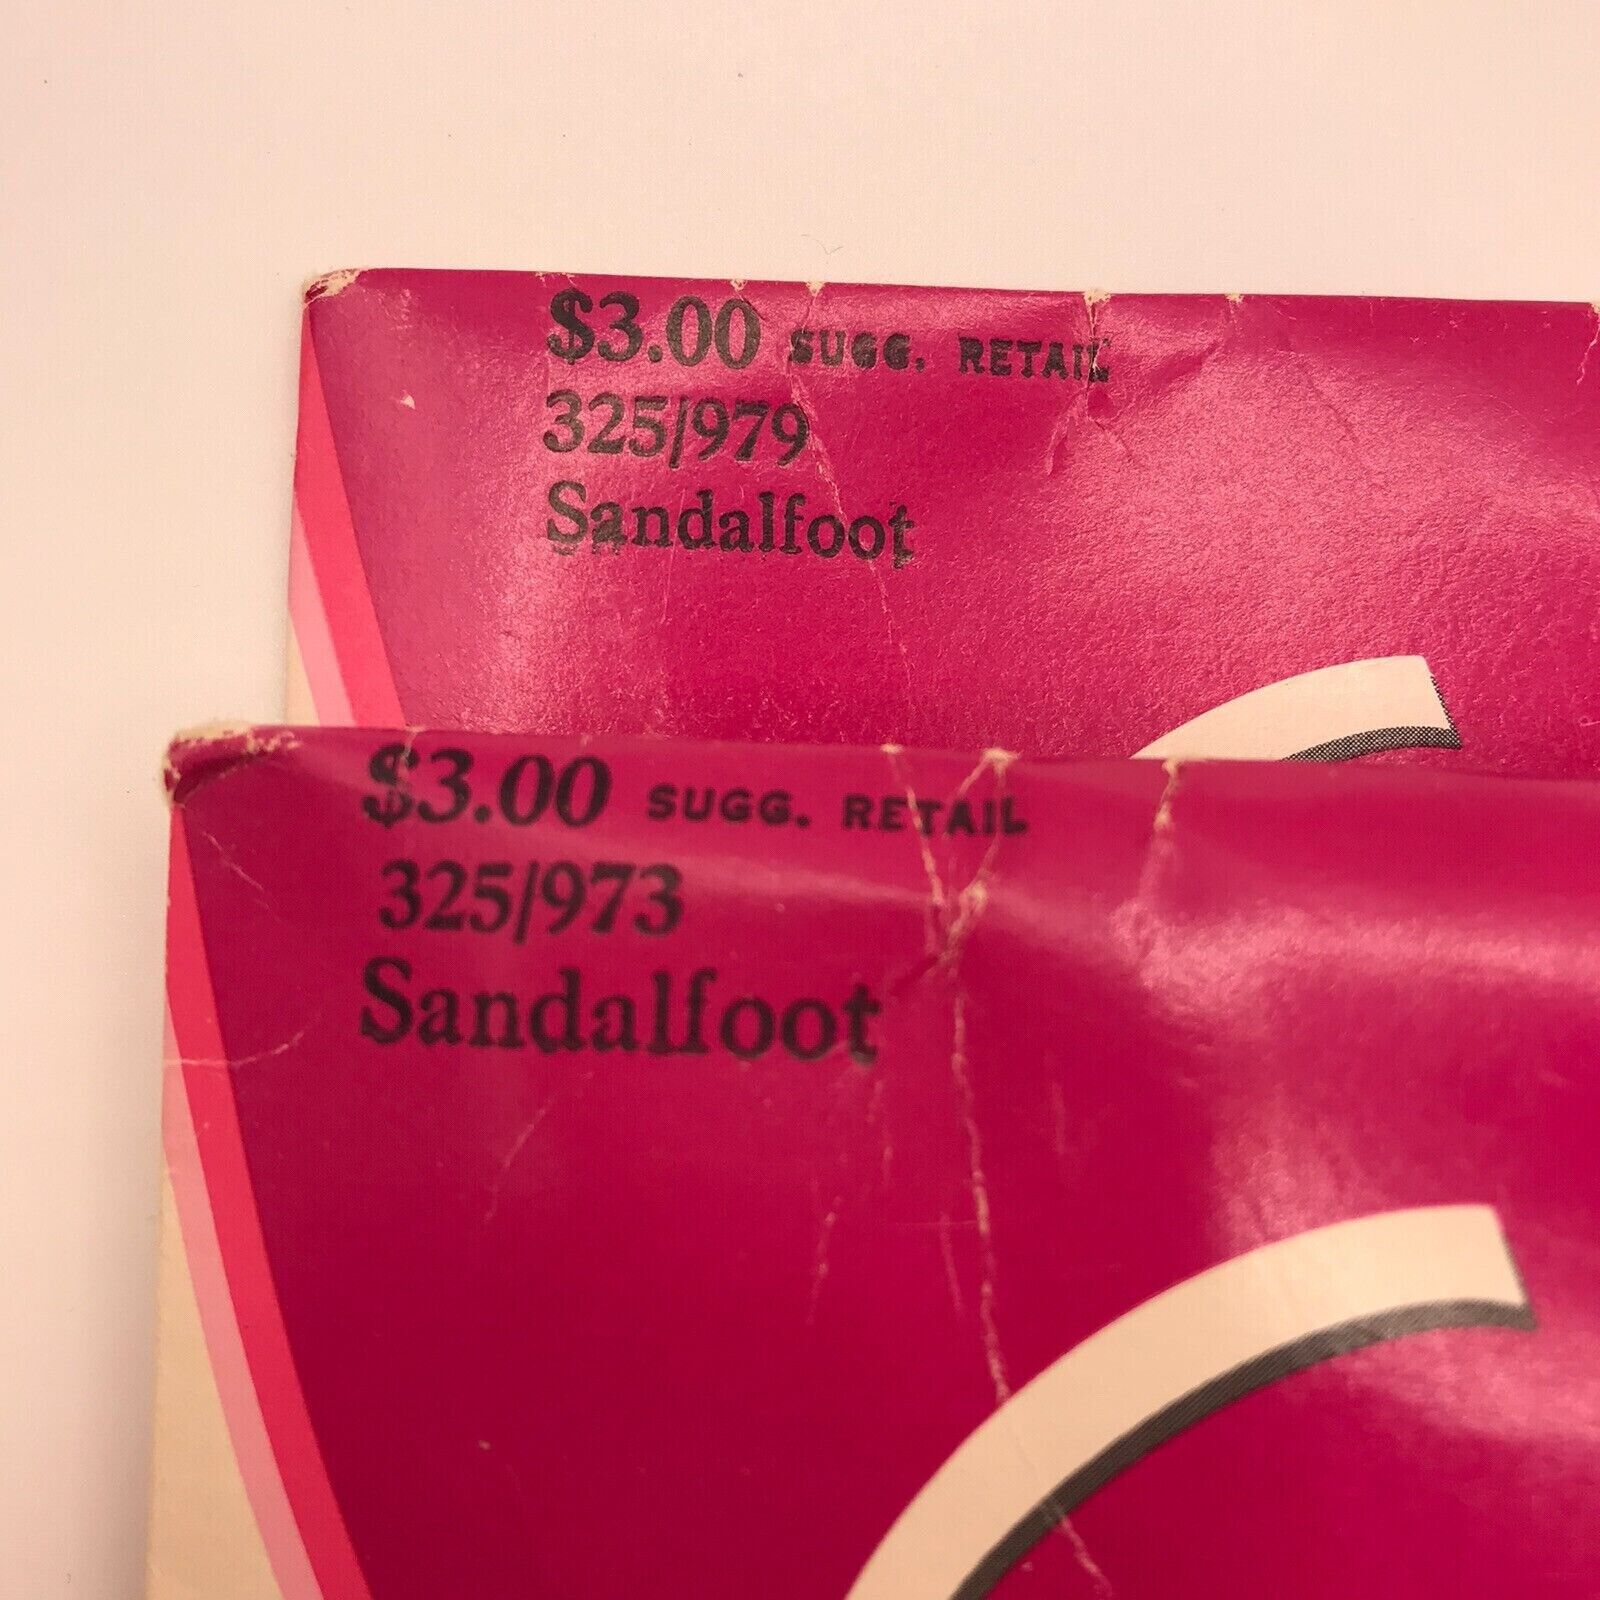 $3.00 SUGG. RETAIL
325/979
Sandalfoot
$3.00 SUGG. RETAIL
325/973
Sandalfoot